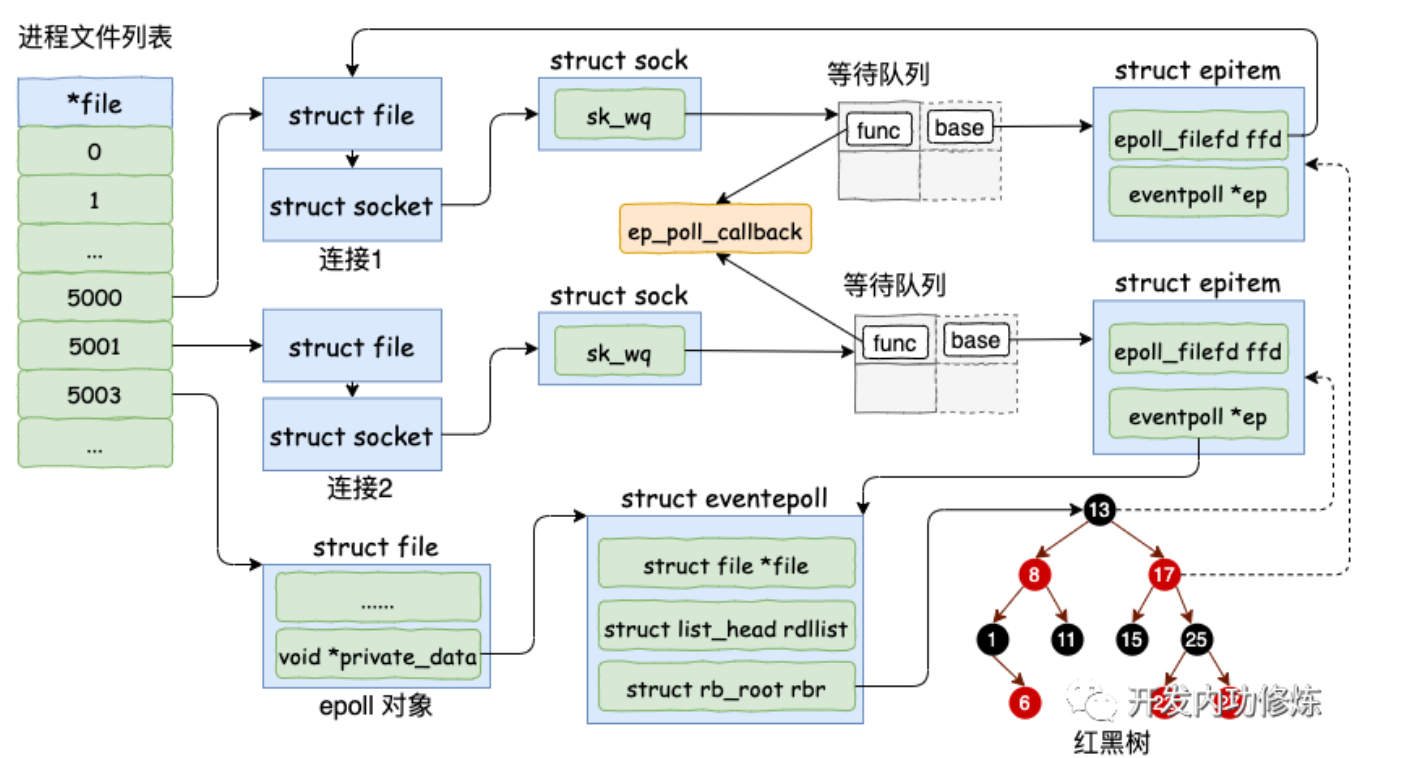 进程文件列表
*file
0
1
...
5000
5001
5003
...
struct file
struct socket
连接1
struct file
struct socket
连接2
struct file
......
void *private_data
epoll 对象
struct sock
sk_wq
struct sock
sk_wq
ep_poll_callback
等待队列
func
base
等待队列
func
base
struct epitem
epoll_filefd ffd
eventpoll *ep
struct epitem
epoll_filefd ffd
eventpoll *ep
struct eventepoll
struct file *file
struct list_head rdllist
struct rb_root rbr
13
8
17
1
11
15
25
6
开发内功修炼
红黑树